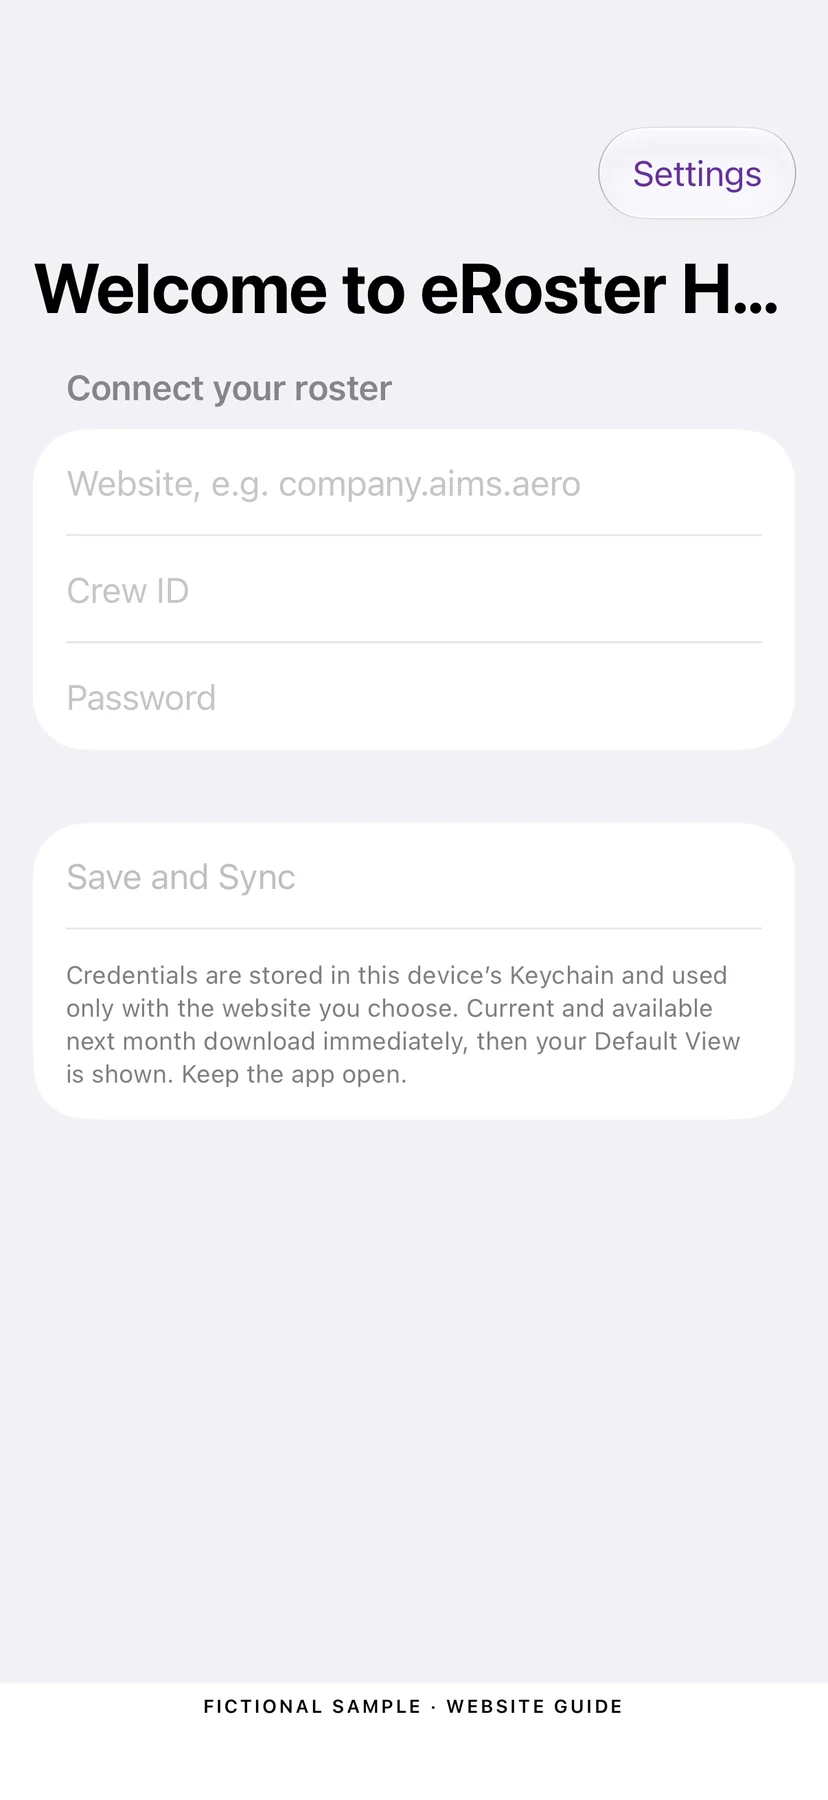 Settings
Welcome to eRoster H...
Connect your roster
Website, e.g. company.aims.aero
Crew ID
Password
Save and Sync
Credentials are stored in this device’s Keychain and used
only with the website you choose. Current and available
next month download immediately, then your Default View
is shown. Keep the app open.
FICTIONAL SAMPLE · WEBSITE GUIDE